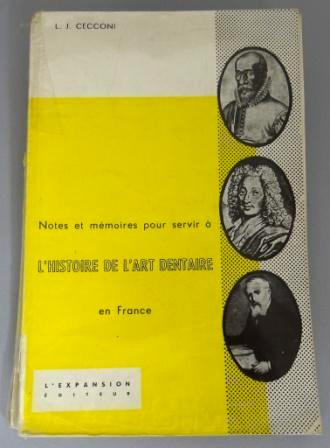 L. J. CECCONI
Notes et mémoires pour servir à
L'HISTOIRE DE L'ART DENTAIRE
en France
L'EXPANSION
ÉDITEUR